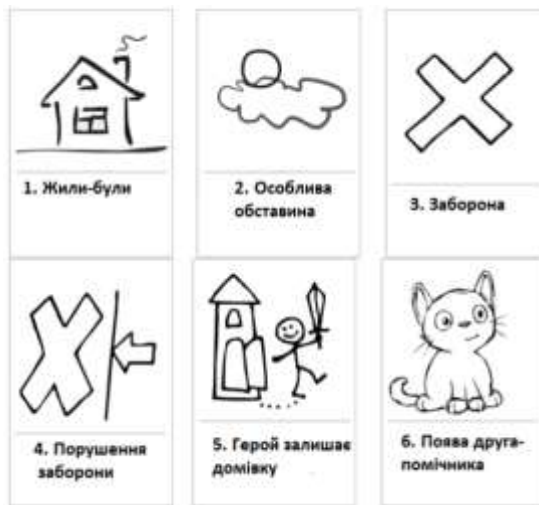 1. Жили-були
2. Особлива
обставина
3. Заборона
4. Порушення
заборони
5. Герой залишає
домівку
6. Поява друга-
помічника